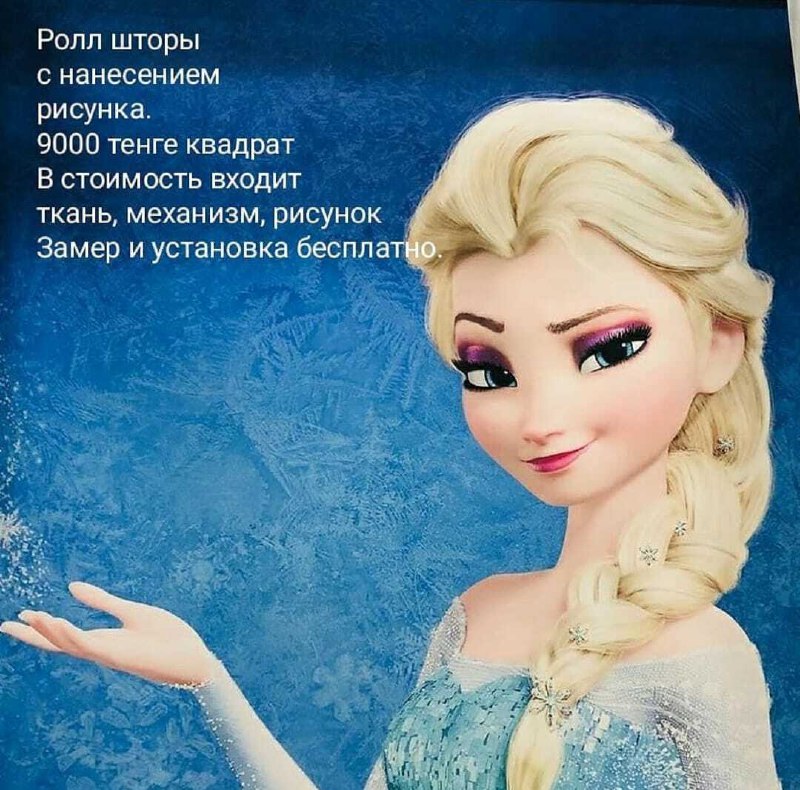 Ролл шторы
с нанесением
рисунка.
9000 тенге квадрат
В стоимость входит
ткань, механизм, рисунок
Замер и установка бесплатно.